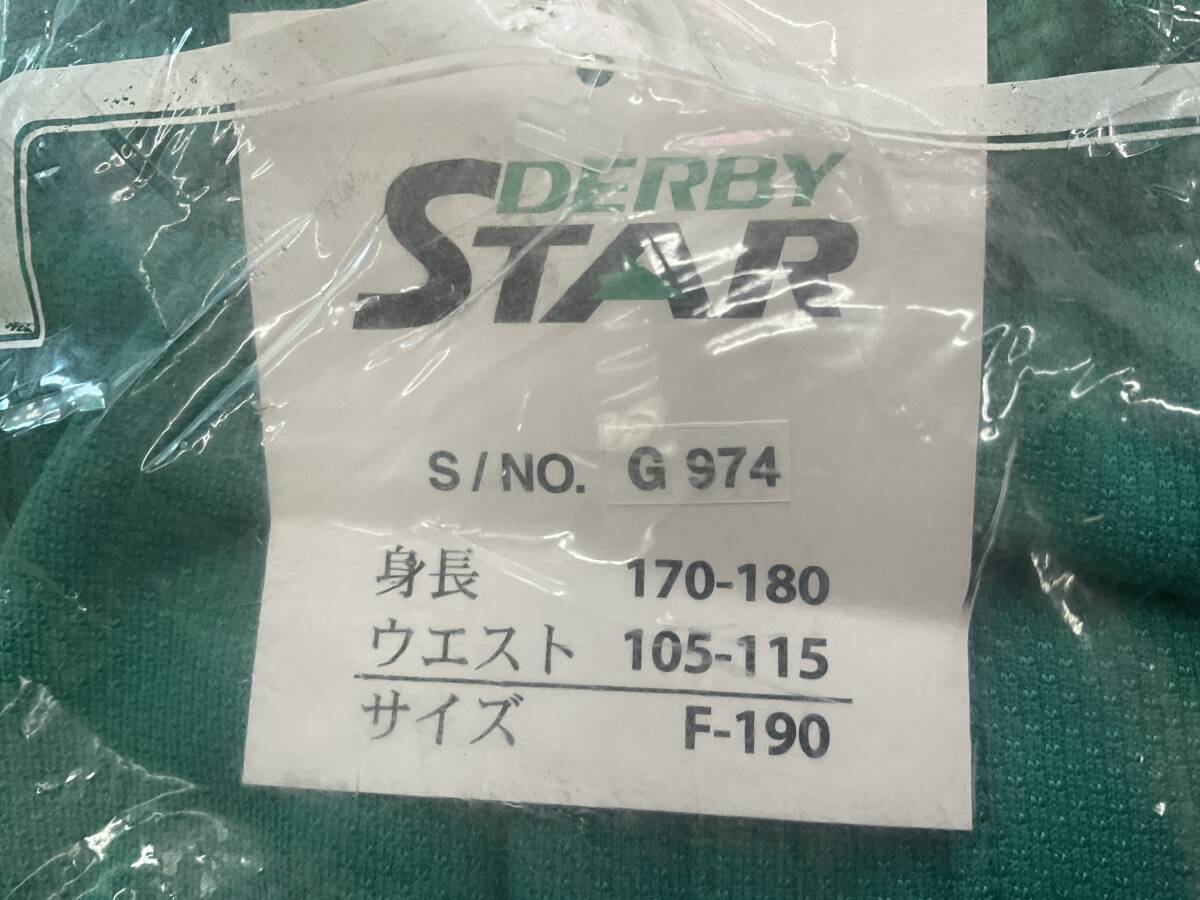 DERBY
STAR
S/NO. G 974
身長 170-180
ウエスト 105-115
サイズ F-190